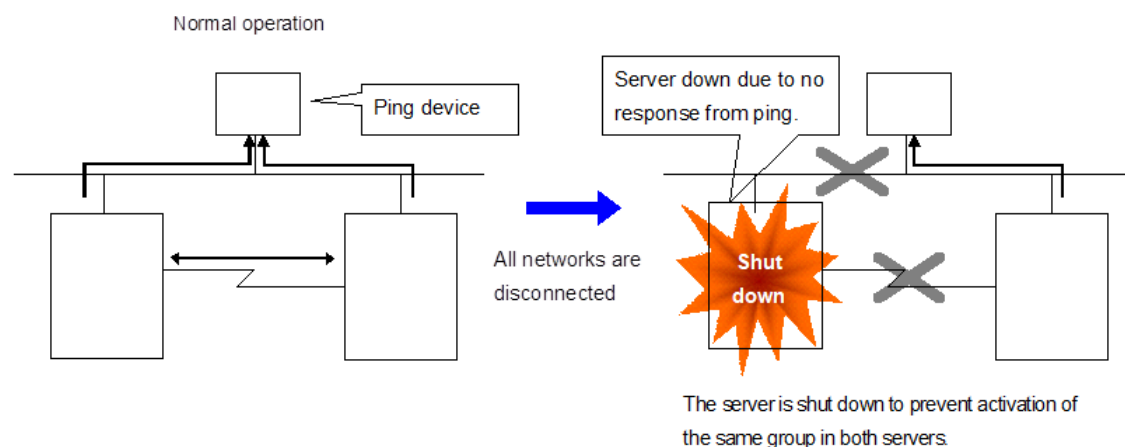 Normal operation
Ping device
Server down due to no
response from ping.
All networks are
disconnected
Shut
down
The server is shut down to prevent activation of
the same group in both servers.